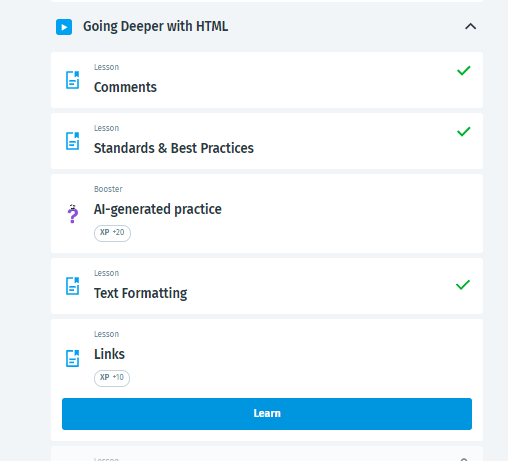 Going Deeper with HTML
Lesson
Comments
Lesson
Standards & Best Practices
Booster
AI-generated practice
XP +20
Lesson
Text Formatting
Lesson
Links
XP +10
Learn
Lesson